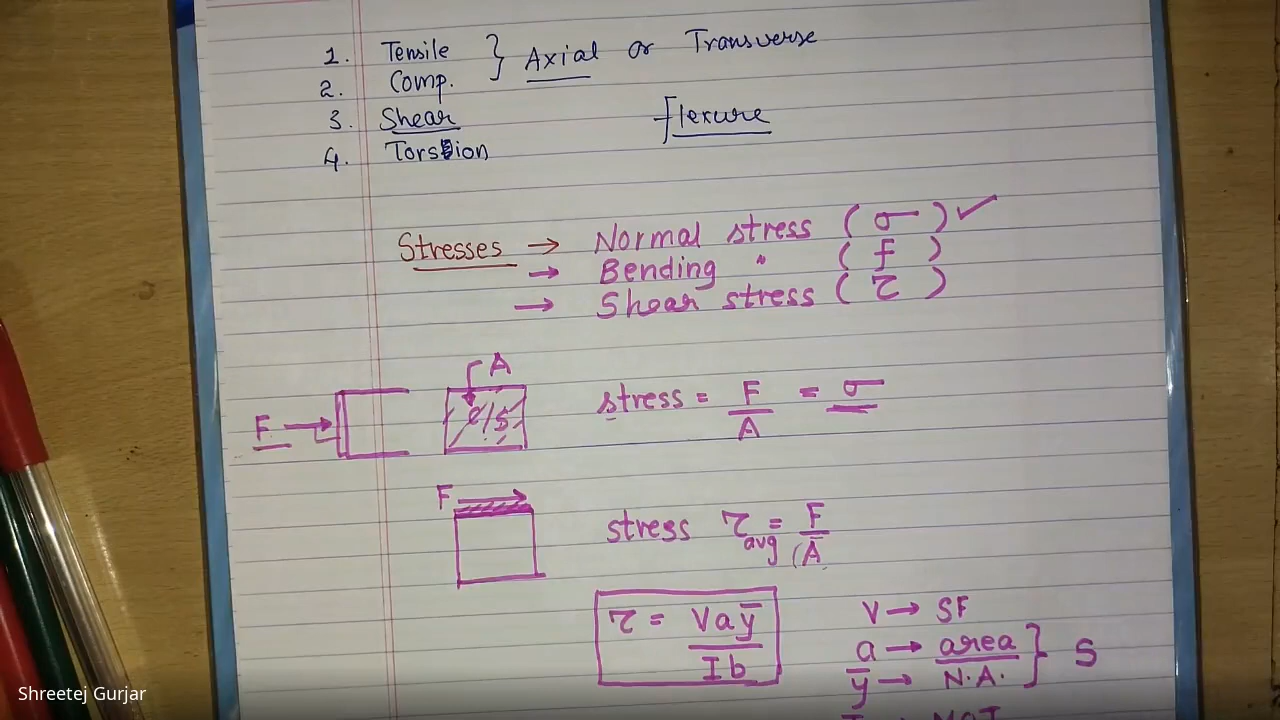 1. Tensile } Axial or Transverse
2. Comp.
3. Shear flexure
4. Torsion
Stresses → Normal stress ( σ ) ✓
→ Bending " ( f )
→ Shear stress ( τ )
A
F → c/s stress = F/A = σ
F
stress τavg = F/(A
τ = Vaȳ/Ib
V → SF
a → area } S
ȳ → N.A.
Shreetej Gurjar